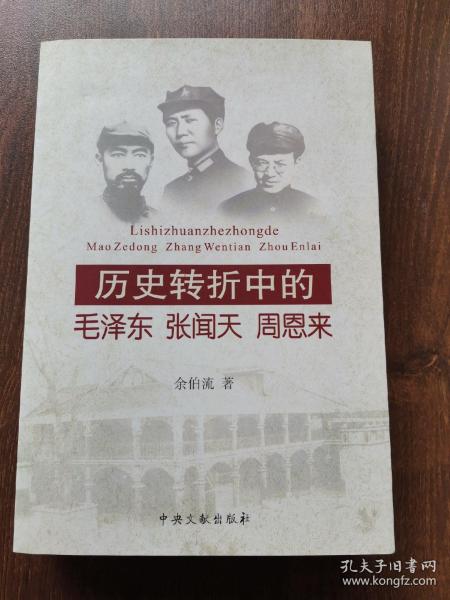 Lishizhuanzhezhongde
Mao Zedong Zhang Wentian Zhou Enlai
历史转折中的
毛泽东 张闻天 周恩来
余伯流 著
中央文献出版社
孔夫子旧书网
www.kongfz.com